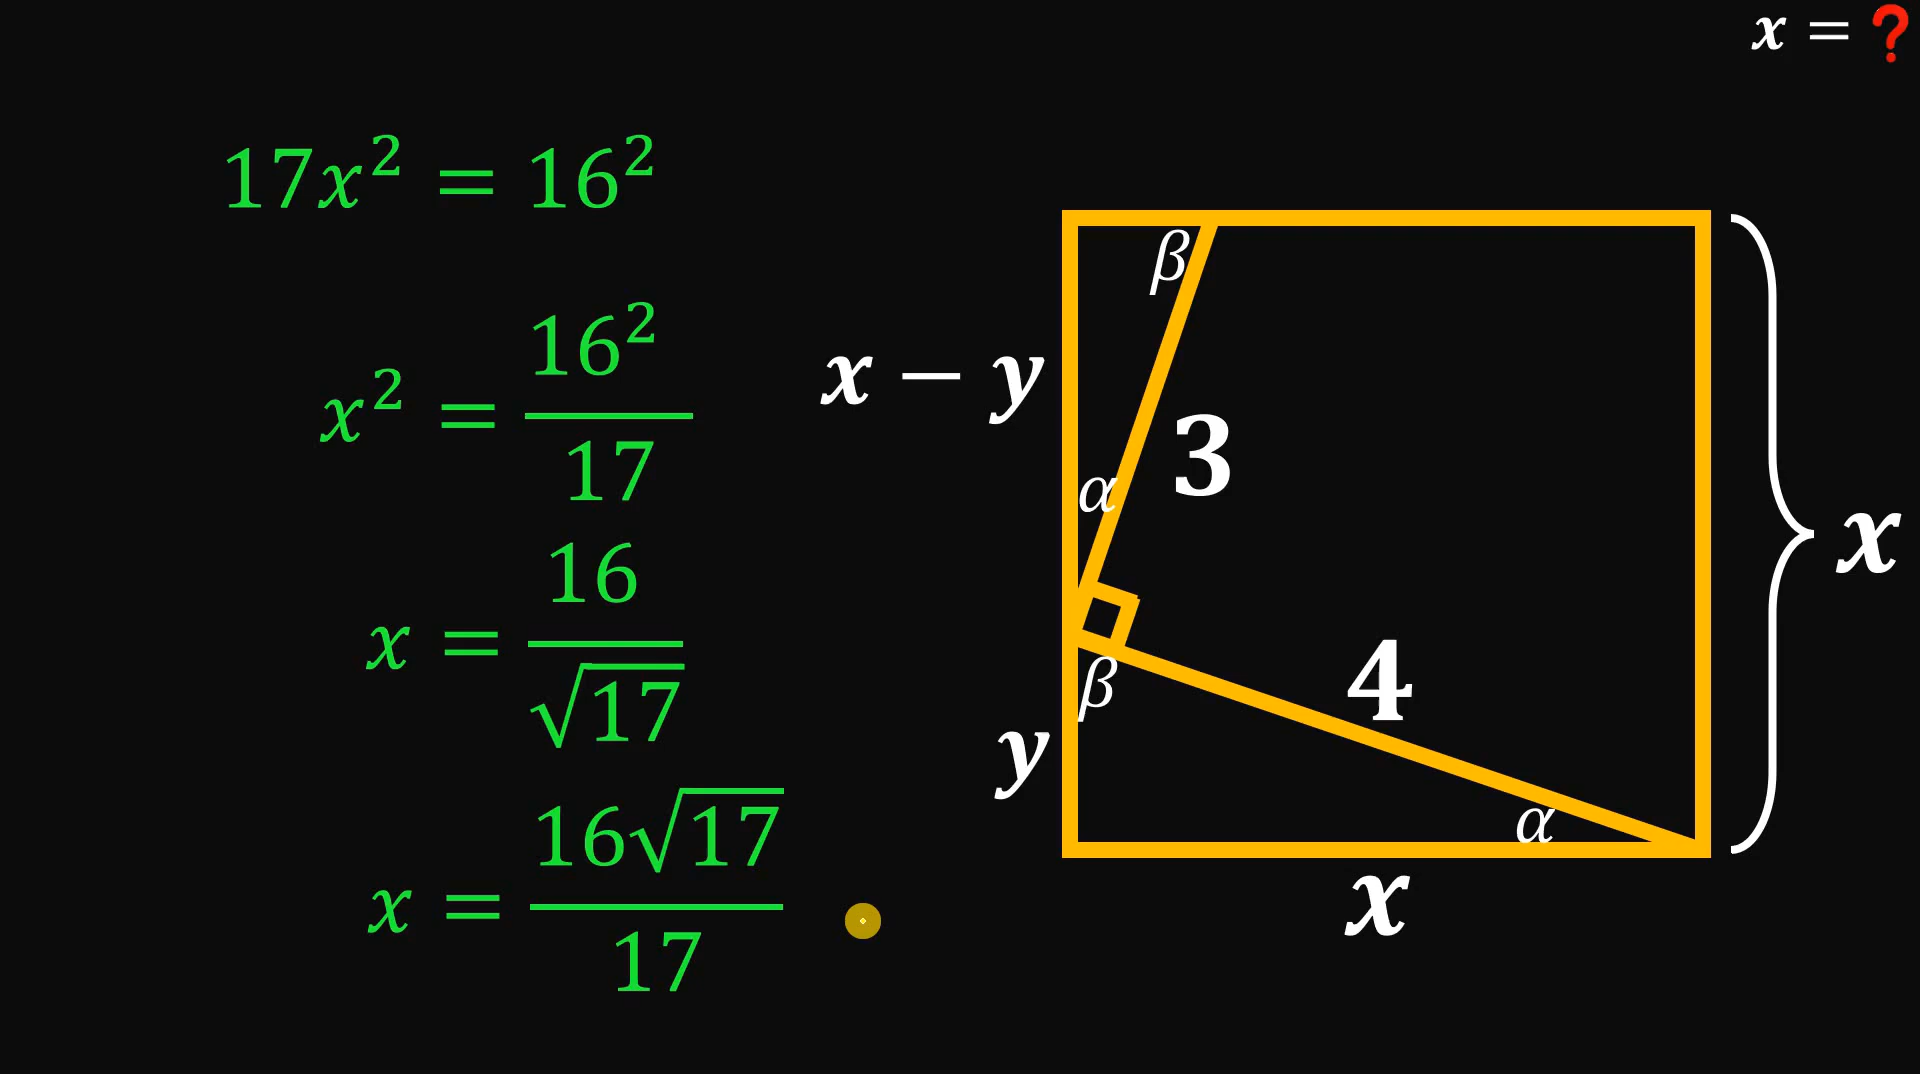 x = ❓
17x² = 16²
x² = 16²/17
x = 16/√17
x = 16√17/17
β
x − y
3
α
x
4
β
y
α
x